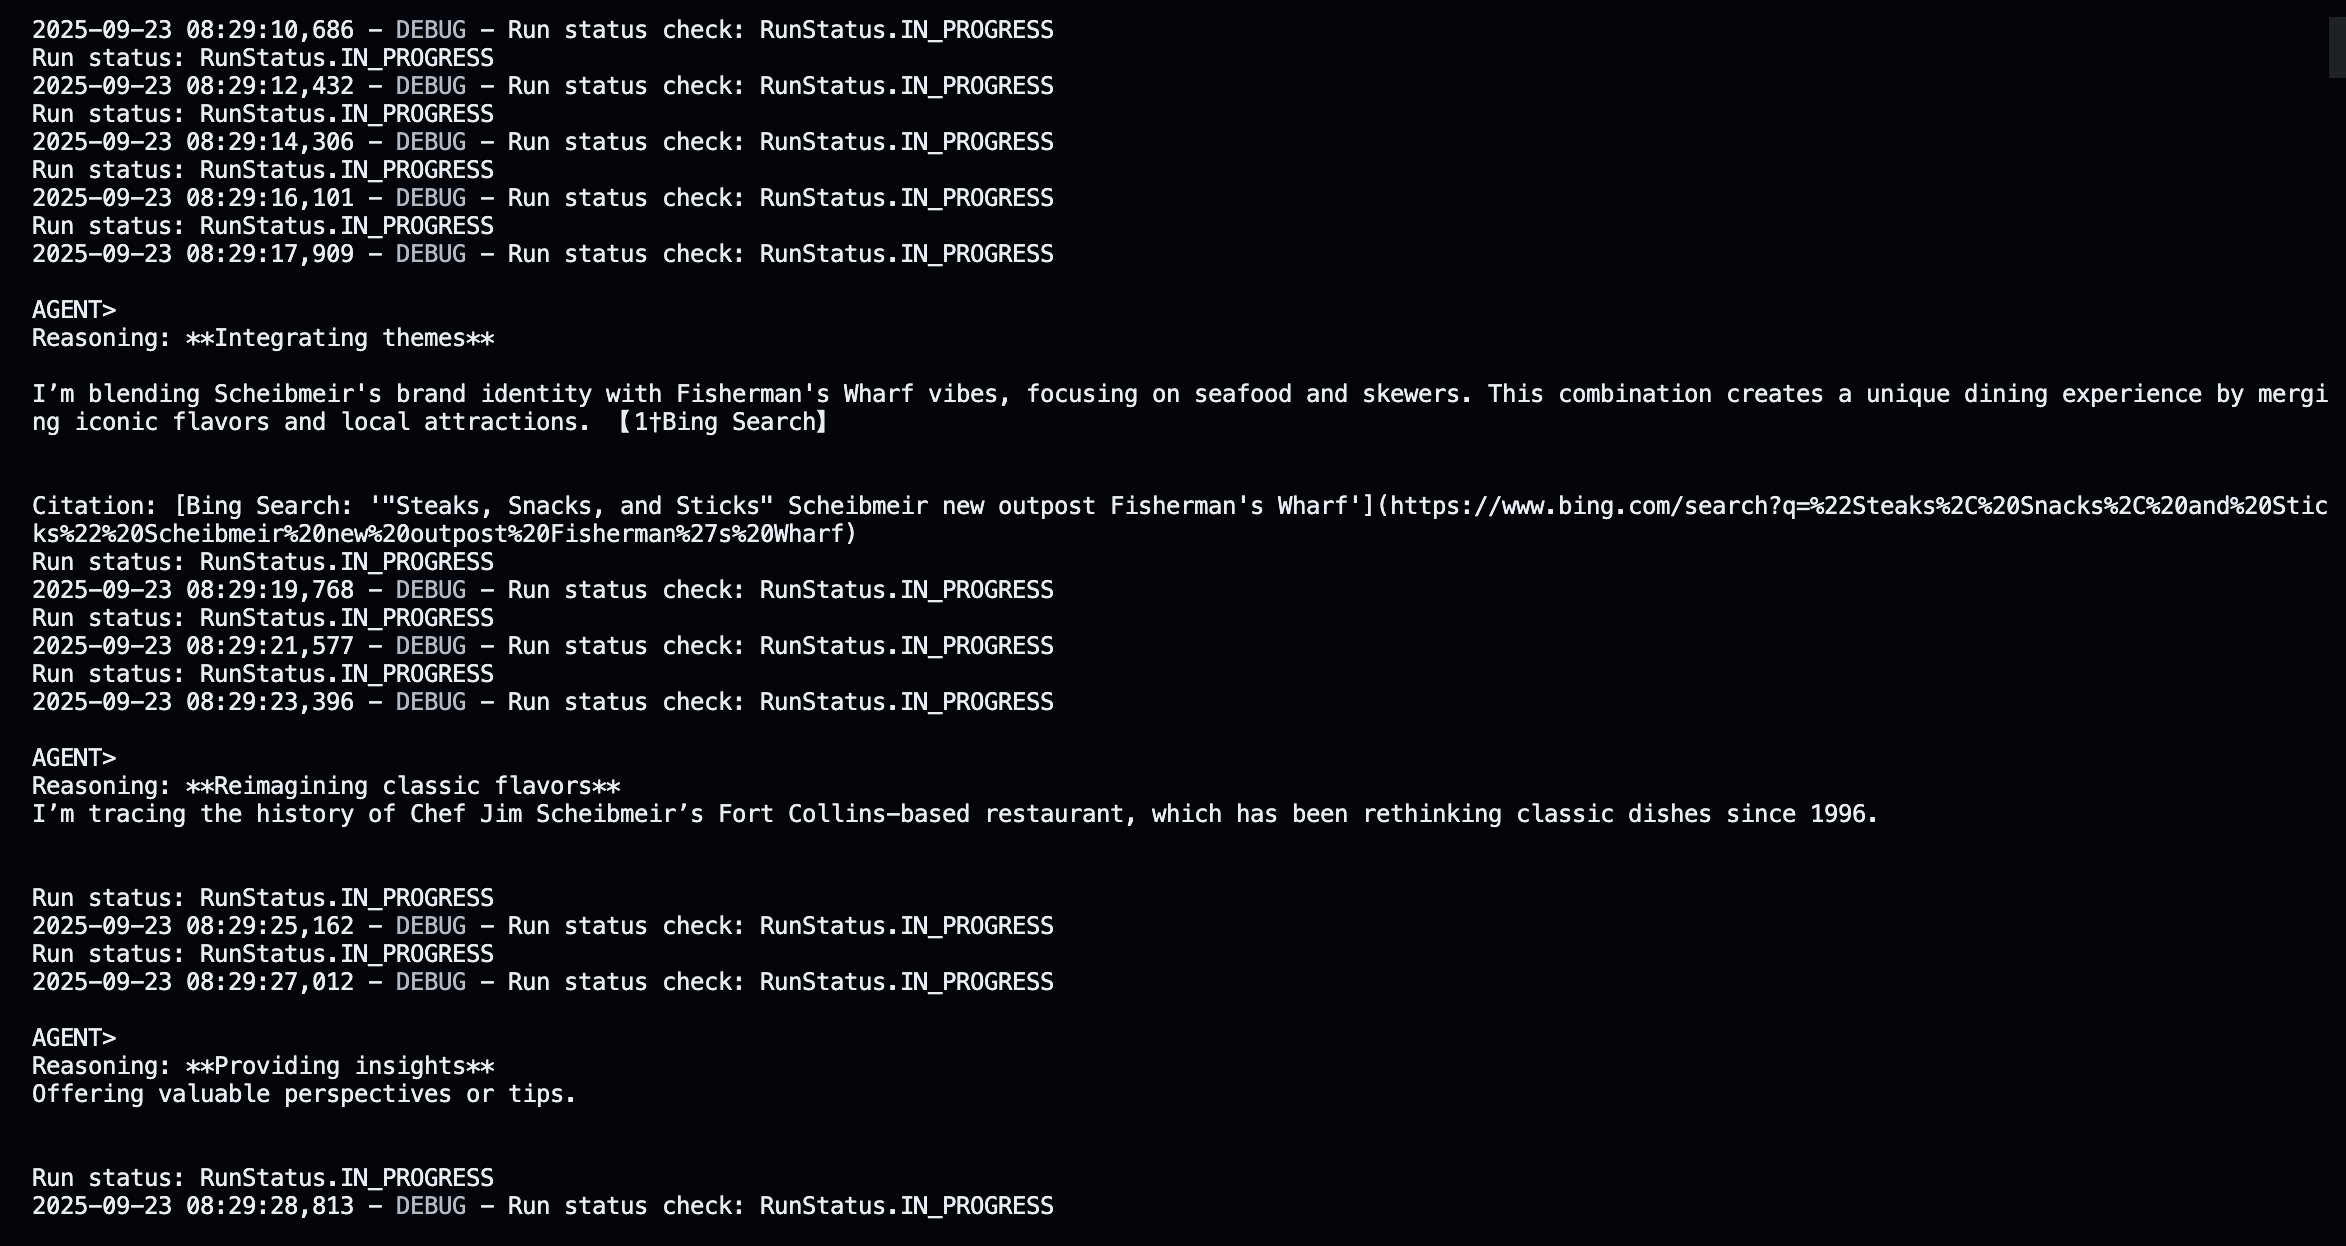 2025-09-23 08:29:10,686 - DEBUG - Run status check: RunStatus.IN_PROGRESS
Run status: RunStatus.IN_PROGRESS
2025-09-23 08:29:12,432 - DEBUG - Run status check: RunStatus.IN_PROGRESS
Run status: RunStatus.IN_PROGRESS
2025-09-23 08:29:14,306 - DEBUG - Run status check: RunStatus.IN_PROGRESS
Run status: RunStatus.IN_PROGRESS
2025-09-23 08:29:16,101 - DEBUG - Run status check: RunStatus.IN_PROGRESS
Run status: RunStatus.IN_PROGRESS
2025-09-23 08:29:17,909 - DEBUG - Run status check: RunStatus.IN_PROGRESS

AGENT>
Reasoning: **Integrating themes**

I’m blending Scheibmeir's brand identity with Fisherman's Wharf vibes, focusing on seafood and skewers. This combination creates a unique dining experience by mergi
ng iconic flavors and local attractions. 【1†Bing Search】

Citation: [Bing Search: '"Steaks, Snacks, and Sticks" Scheibmeir new outpost Fisherman's Wharf'](https://www.bing.com/search?q=%22Steaks%2C%20Snacks%2C%20and%20Stic
ks%22%20Scheibmeir%20new%20outpost%20Fisherman%27s%20Wharf)
Run status: RunStatus.IN_PROGRESS
2025-09-23 08:29:19,768 - DEBUG - Run status check: RunStatus.IN_PROGRESS
Run status: RunStatus.IN_PROGRESS
2025-09-23 08:29:21,577 - DEBUG - Run status check: RunStatus.IN_PROGRESS
Run status: RunStatus.IN_PROGRESS
2025-09-23 08:29:23,396 - DEBUG - Run status check: RunStatus.IN_PROGRESS

AGENT>
Reasoning: **Reimagining classic flavors**
I’m tracing the history of Chef Jim Scheibmeir’s Fort Collins-based restaurant, which has been rethinking classic dishes since 1996.

Run status: RunStatus.IN_PROGRESS
2025-09-23 08:29:25,162 - DEBUG - Run status check: RunStatus.IN_PROGRESS
Run status: RunStatus.IN_PROGRESS
2025-09-23 08:29:27,012 - DEBUG - Run status check: RunStatus.IN_PROGRESS

AGENT>
Reasoning: **Providing insights**
Offering valuable perspectives or tips.

Run status: RunStatus.IN_PROGRESS
2025-09-23 08:29:28,813 - DEBUG - Run status check: RunStatus.IN_PROGRESS